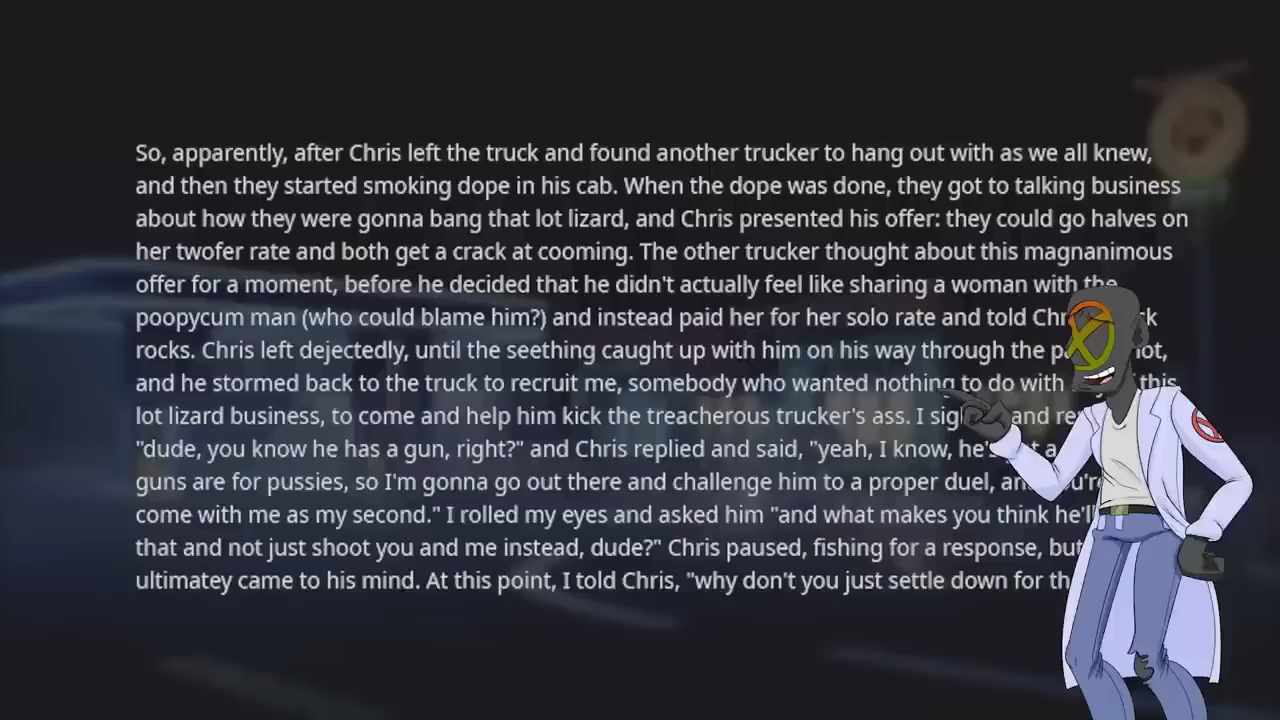 So, apparently, after Chris left the truck and found another trucker to hang out with as we all knew,
and then they started smoking dope in his cab. When the dope was done, they got to talking business
about how they were gonna bang that lot lizard, and Chris presented his offer: they could go halves on
her twofer rate and both get a crack at cooming. The other trucker thought about this magnanimous
offer for a moment, before he decided that he didn't actually feel like sharing a woman with the
poopycum man (who could blame him?) and instead paid her for her solo rate and told
rocks. Chris left dejectedly, until the seething caught up with him on his way through the lot,
and he stormed back to the truck to recruit me, somebody who wanted nothing to do with this
lot lizard business, to come and help him kick the treacherous trucker's ass. I and
"dude, you know he has a gun, right?" and Chris replied and said, "yeah, I know, he's a
guns are for pussies, so I'm gonna go out there and challenge him to a proper duel,
come with me as my second." I rolled my eyes and asked him "and what makes you think he'll
that and not just shoot you and me instead, dude?" Chris paused, fishing for a response, but
ultimatey came to his mind. At this point, I told Chris, "why don't you just settle down for